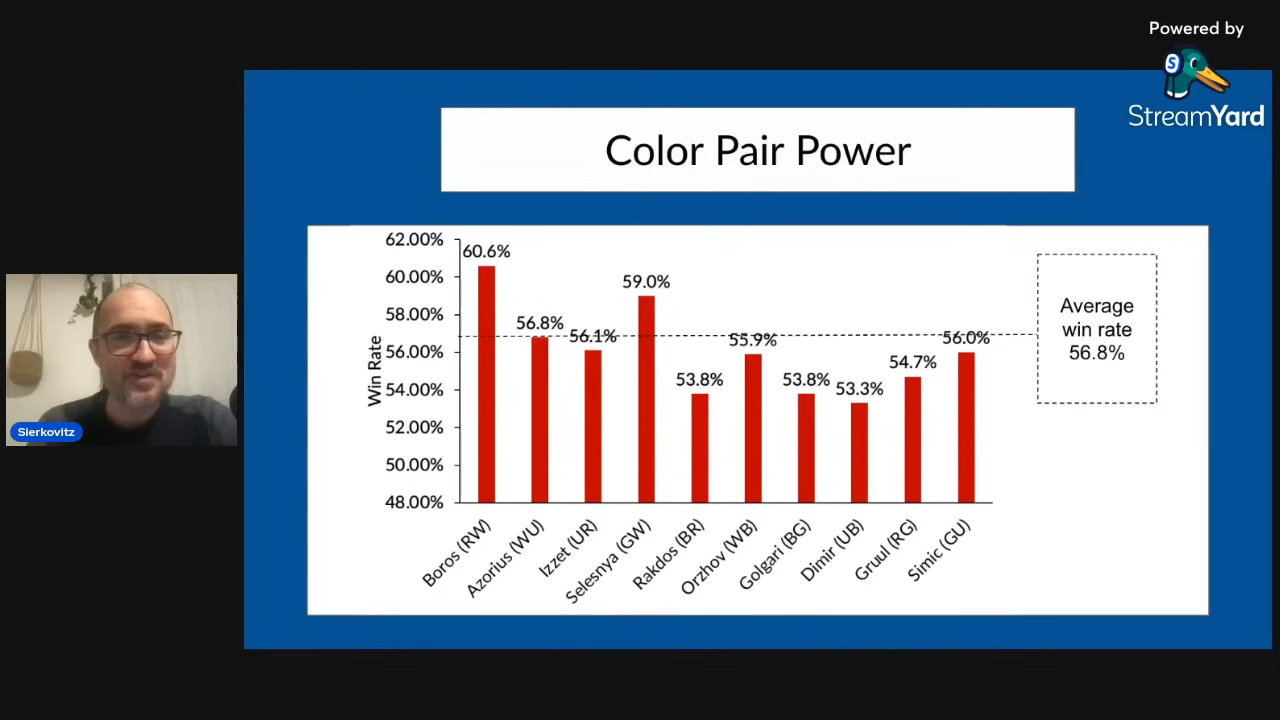 Powered by
StreamYard
Color Pair Power
62.00%
60.00%
58.00%
56.00%
54.00%
52.00%
50.00%
48.00%
Win Rate
60.6%
56.8%
56.1%
59.0%
53.8%
55.9%
53.8%
53.3%
54.7%
56.0%
Boros (RW)
Azorius (WU)
Izzet (UR)
Selesnya (GW)
Rakdos (BR)
Orzhov (WB)
Golgari (BG)
Dimir (UB)
Gruul (RG)
Simic (GU)
Average
win rate
56.8%
Sierkovitz